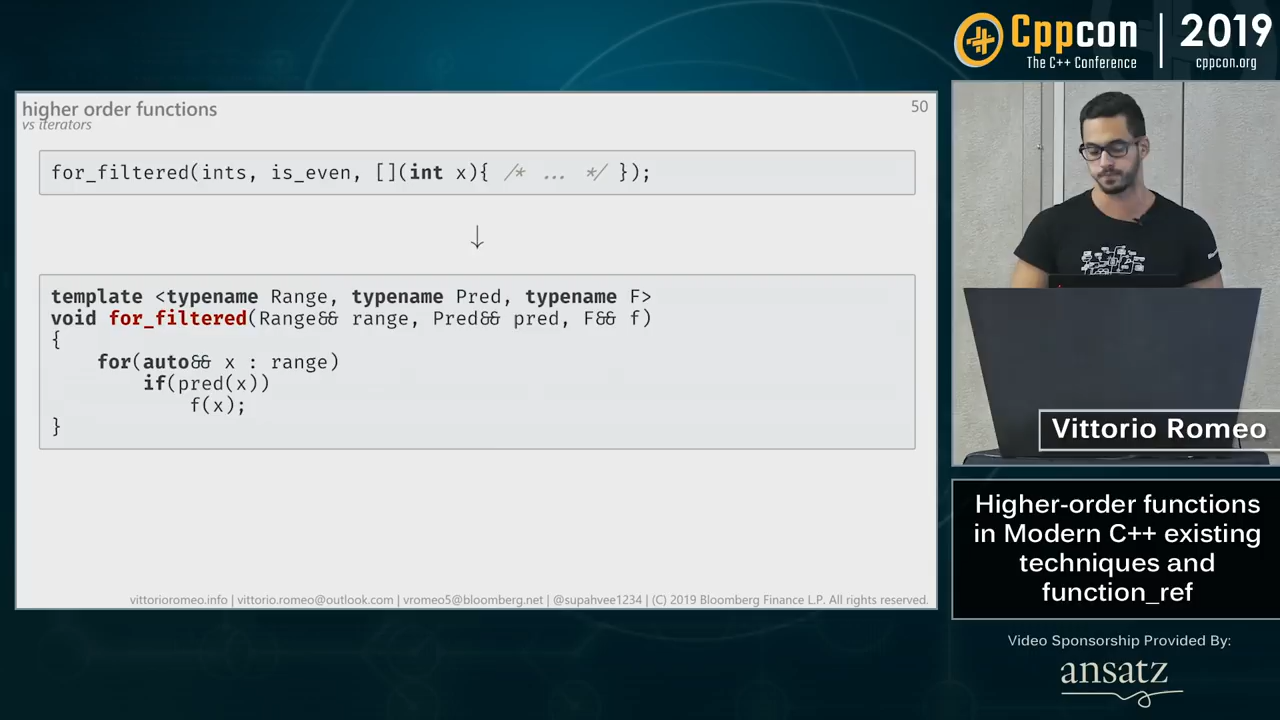 Cppcon | 2019
The C++ Conference
cppcon.org
higher order functions
50
vs iterators
for_filtered(ints, is_even, [](int x){ /* ... */ });
↓
template <typename Range, typename Pred, typename F>
void for_filtered(Range&& range, Pred&& pred, F&& f)
{
    for(auto&& x : range)
        if(pred(x))
            f(x);
}
vittorioromeo.info | vittorio.romeo@outlook.com | vromeo5@bloomberg.net | @supahvee1234 | (C) 2019 Bloomberg Finance L.P. All rights reserved.
Vittorio Romeo
Higher-order functions
in Modern C++ existing
techniques and
function_ref
Video Sponsorship Provided By:
ansatz